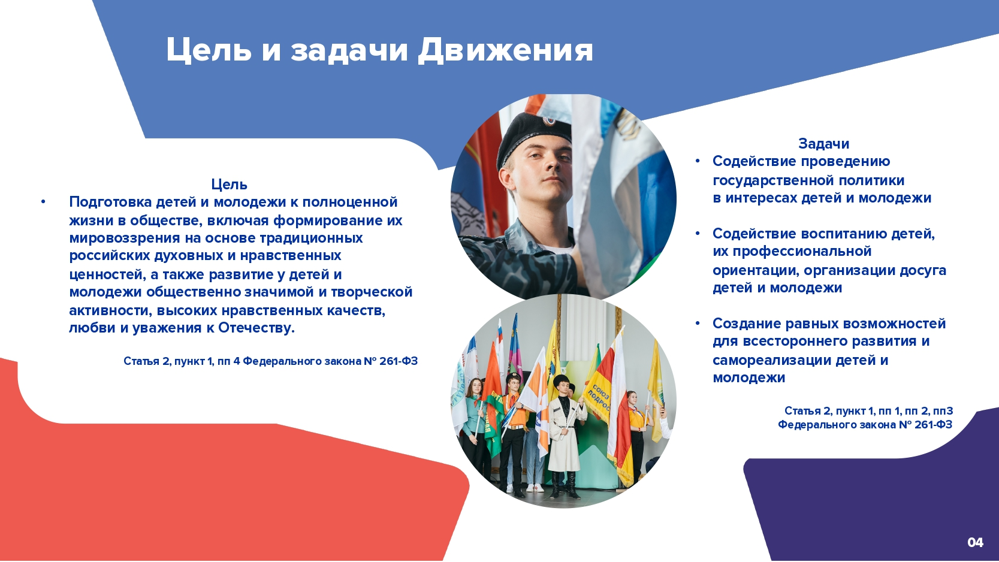 Цель и задачи Движения
Цель
• Подготовка детей и молодежи к полноценной
жизни в обществе, включая формирование их
мировоззрения на основе традиционных
российских духовных и нравственных
ценностей, а также развитие у детей и
молодежи общественно значимой и творческой
активности, высоких нравственных качеств,
любви и уважения к Отечеству.
Статья 2, пункт 1, пп 4 Федерального закона № 261-ФЗ
СОЮЗ
Задачи
• Содействие проведению
государственной политики
в интересах детей и молодежи
• Содействие воспитанию детей,
их профессиональной
ориентации, организации досуга
детей и молодежи
• Создание равных возможностей
для всестороннего развития и
самореализации детей и
молодежи
Статья 2, пункт 1, пп 1, пп 2, пп3
Федерального закона № 261-ФЗ
04